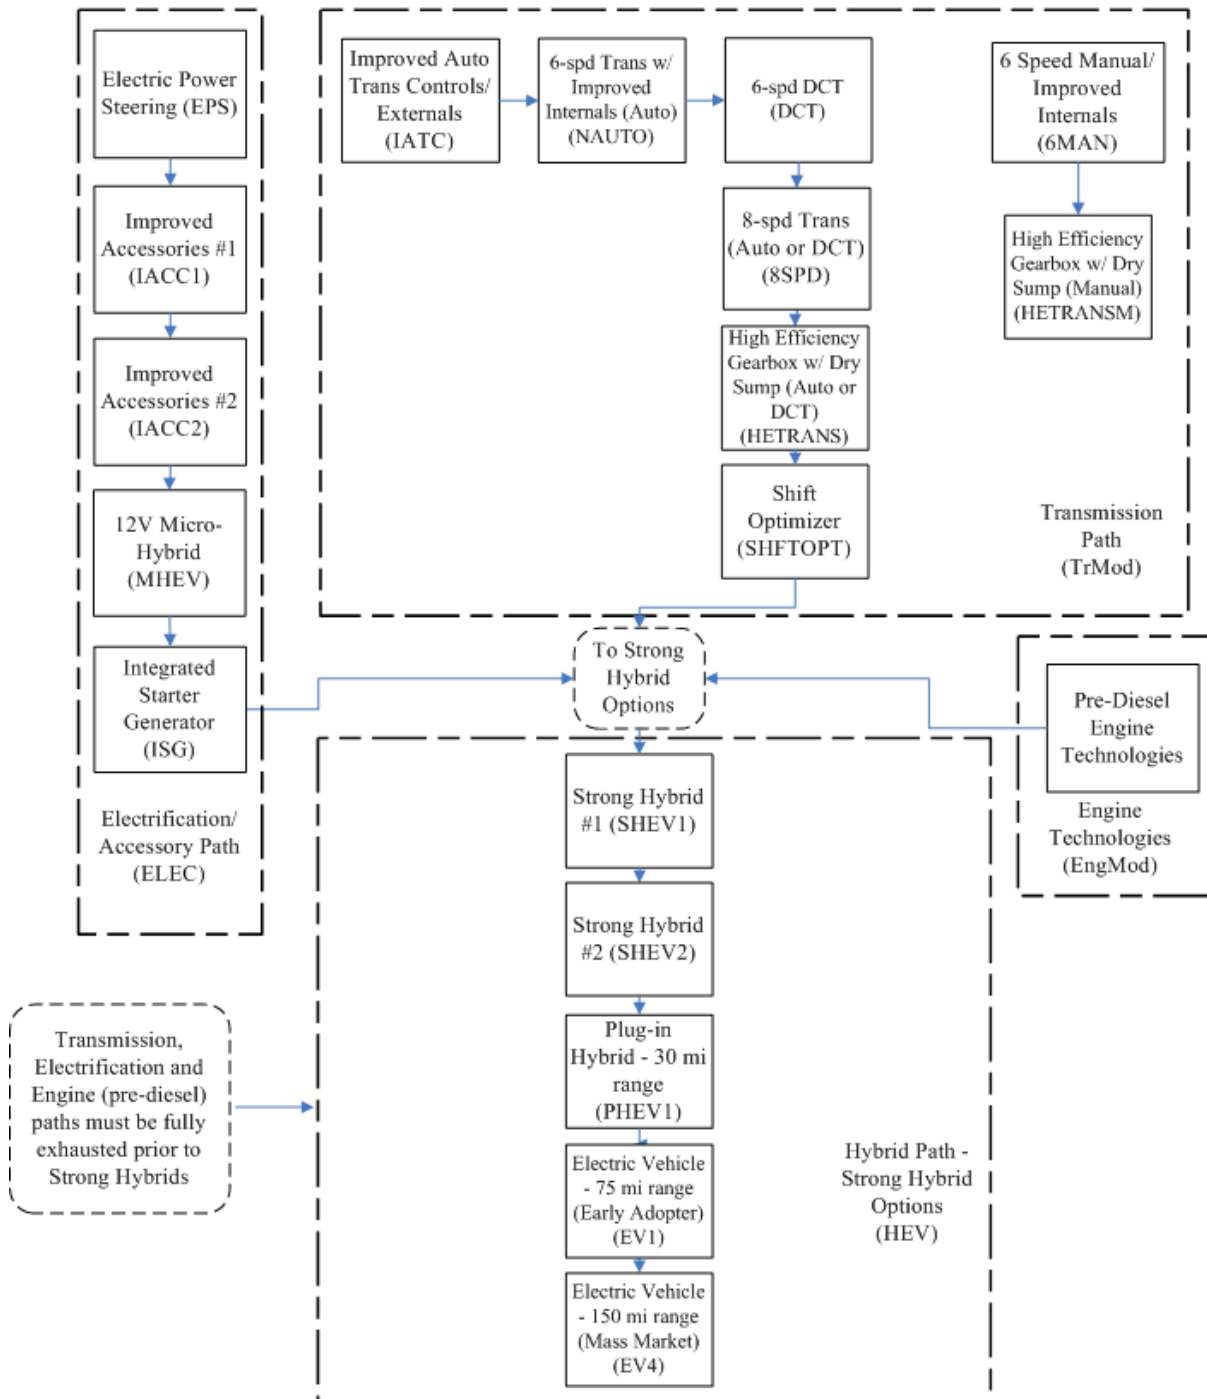 Electric Power
Steering (EPS)
Improved
Accessories #1
(IACC1)
Improved
Accessories #2
(IACC2)
12V Micro-
Hybrid
(MHEV)
Integrated
Starter
Generator
(ISG)
Electrification/
Accessory Path
(ELEC)
Improved Auto
Trans Controls/
Externals
(IATC)
6-spd Trans w/
Improved
Internals (Auto)
(NAUTO)
6-spd DCT
(DCT)
8-spd Trans
(Auto or DCT)
(8SPD)
High Efficiency
Gearbox w/ Dry
Sump (Auto or
DCT)
(HETRANS)
Shift
Optimizer
(SHFTOPT)
6 Speed Manual/
Improved
Internals
(6MAN)
High Efficiency
Gearbox w/ Dry
Sump (Manual)
(HETRANSM)
Transmission
Path
(TrMod)
To Strong
Hybrid
Options
Pre-Diesel
Engine
Technologies
Engine
Technologies
(EngMod)
Strong Hybrid
#1 (SHEV1)
Strong Hybrid
#2 (SHEV2)
Plug-in
Hybrid - 30 mi
range
(PHEV1)
Electric Vehicle
- 75 mi range
(Early Adopter)
(EV1)
Electric Vehicle
- 150 mi range
(Mass Market)
(EV4)
Hybrid Path -
Strong Hybrid
Options
(HEV)
Transmission,
Electrification and
Engine (pre-diesel)
paths must be fully
exhausted prior to
Strong Hybrids